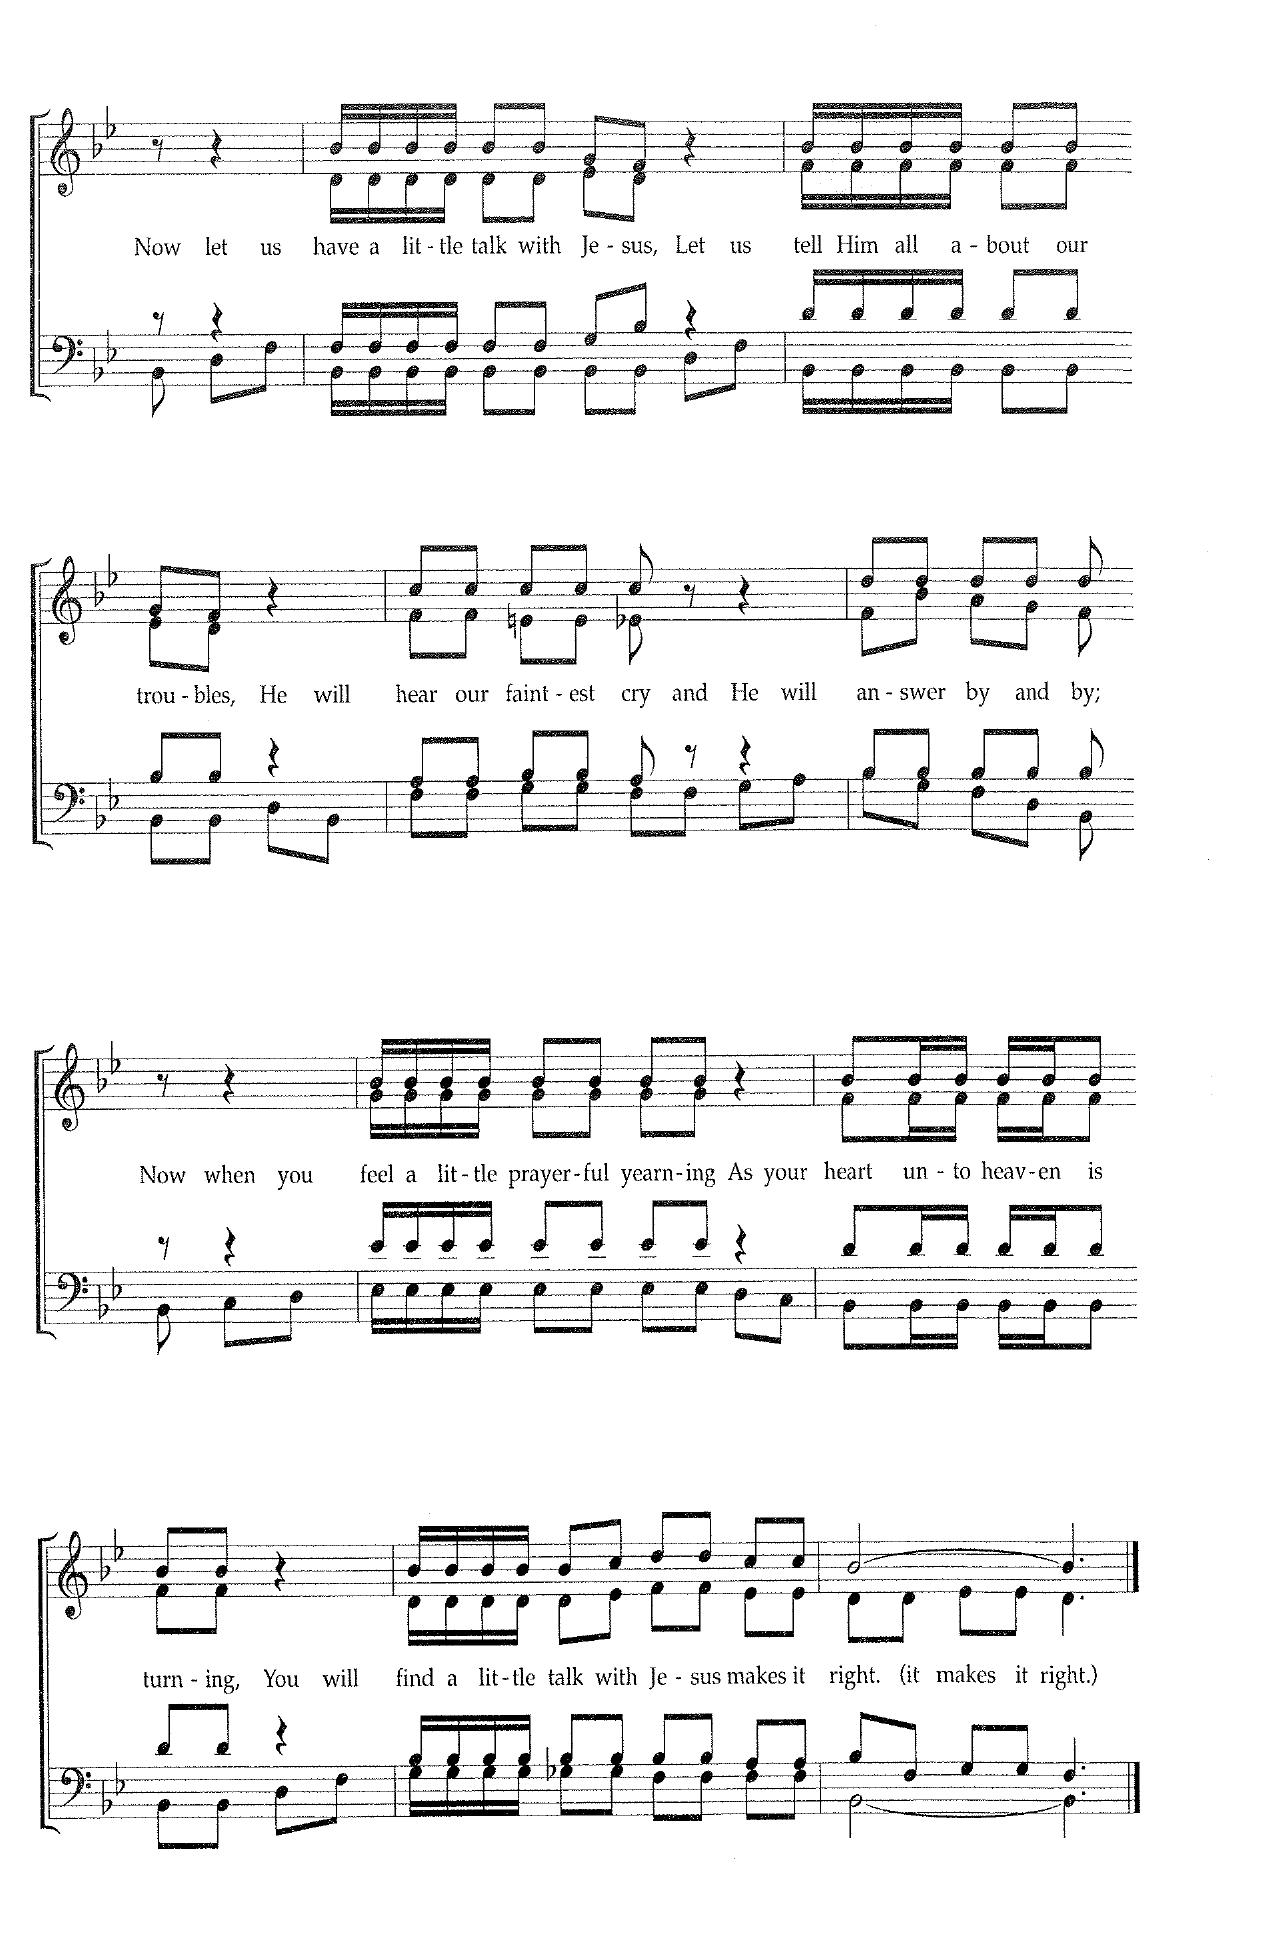 Now let us have a lit - tle talk with Je - sus, Let us tell Him all a - bout our
trou - bles, He will hear our faint - est cry and He will an - swer by and by;
Now when you feel a lit - tle prayer - ful yearn - ing As your heart un - to heav - en is
turn - ing, You will find a lit - tle talk with Je - sus makes it right. (it makes it right.)